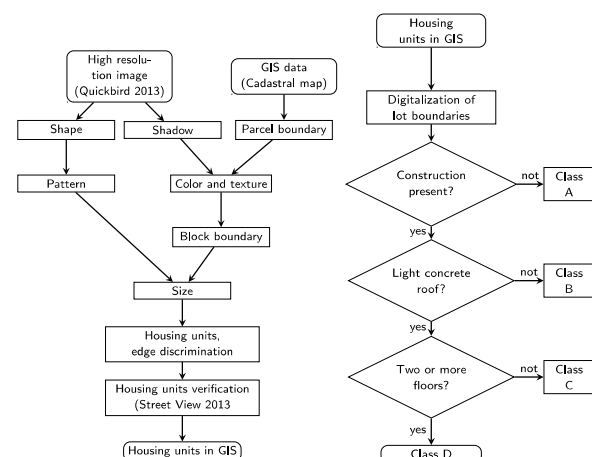 High resolu-
tion image
(Quickbird 2013)
GIS data
(Cadastral map)
Shape
Shadow
Parcel boundary
Pattern
Color and texture
Block boundary
Size
Housing units,
edge discrimination
Housing units verification
(Street View 2013
Housing units in GIS
Housing
units in GIS
Digitalization of
lot boundaries
Construction
present?
not
Class
A
yes
Light concrete
roof?
not
Class
B
yes
Two or more
floors?
not
Class
C
yes
Class D